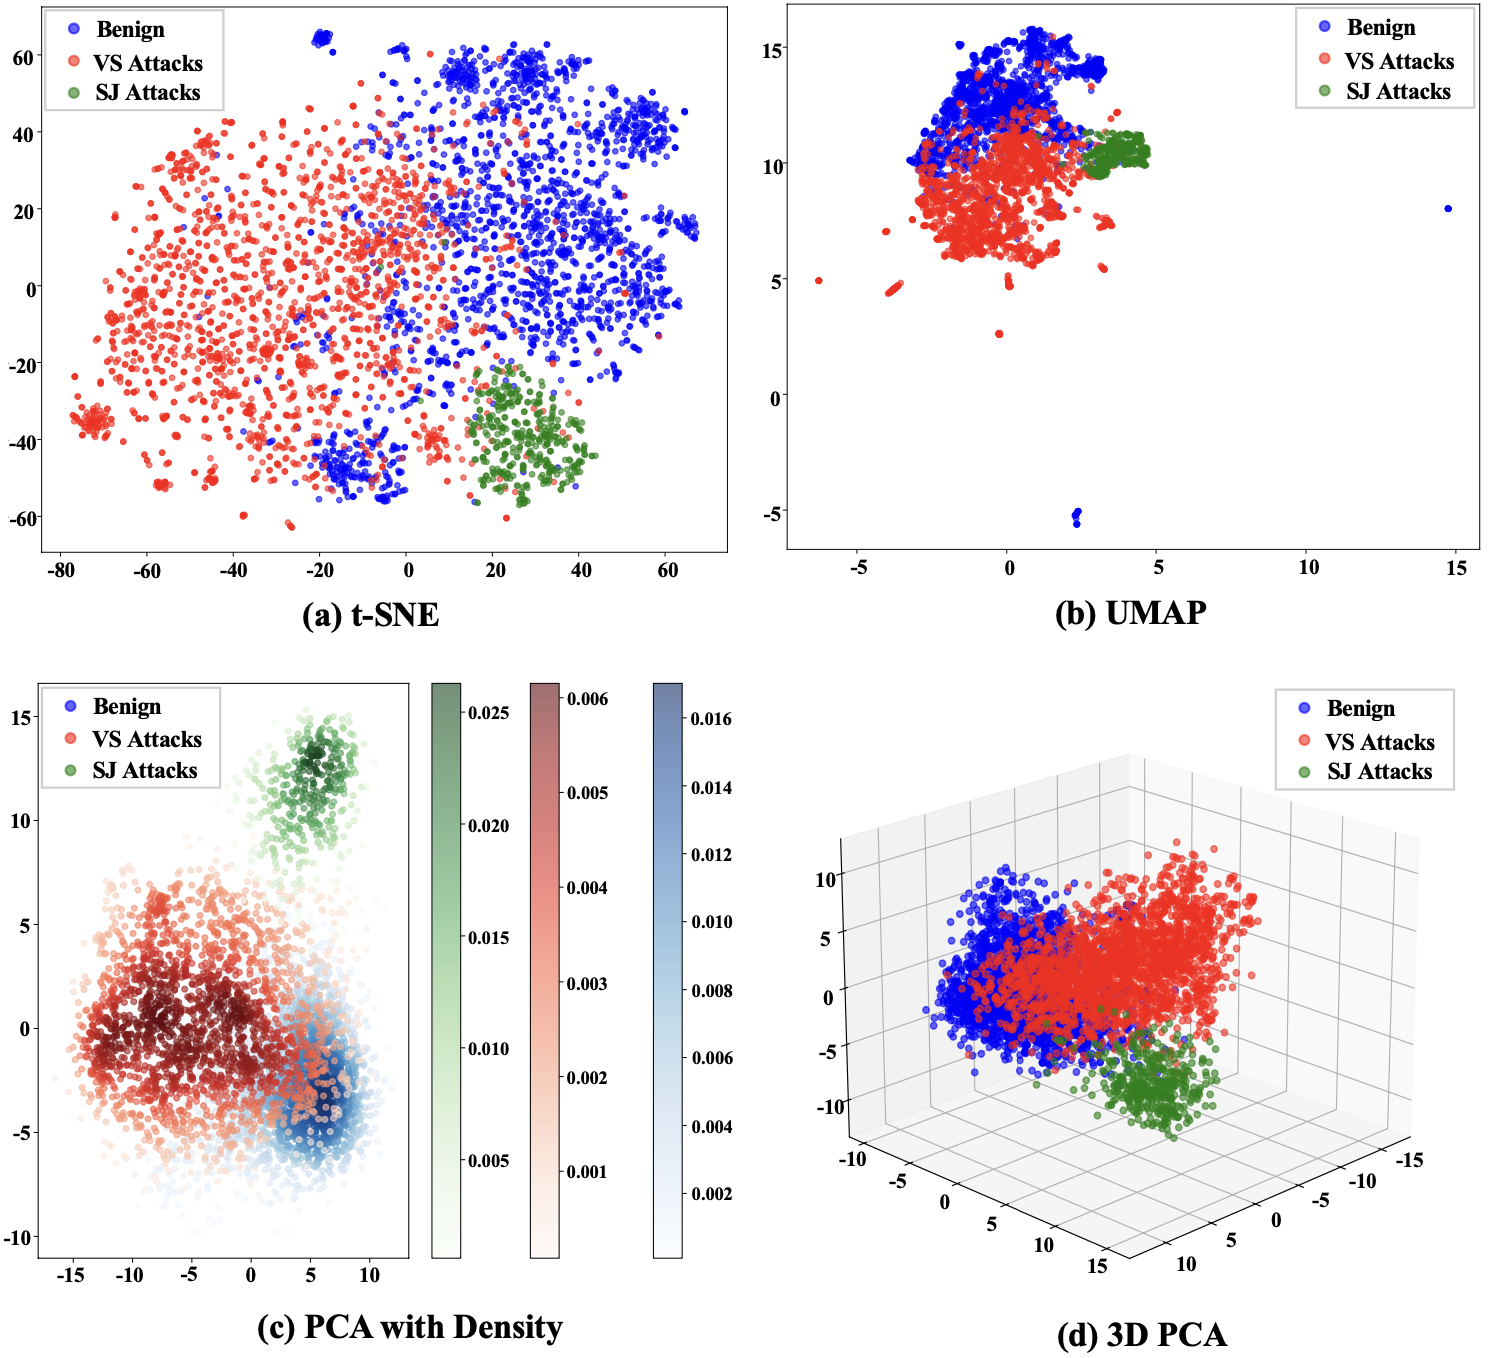 Benign
VS Attacks
SJ Attacks
60
40
20
0
-20
-40
-60
-80 -60 -40 -20 0 20 40 60
(a) t-SNE
Benign
VS Attacks
SJ Attacks
15
10
5
0
-5
-5 0 5 10 15
(b) UMAP
Benign
VS Attacks
SJ Attacks
15
10
5
0
-5
-10
-15 -10 -5 0 5 10
0.025
0.020
0.015
0.010
0.005
0.006
0.005
0.004
0.003
0.002
0.001
0.016
0.014
0.012
0.010
0.008
0.006
0.004
0.002
(c) PCA with Density
Benign
VS Attacks
SJ Attacks
10
5
0
-5
-10
-10 -5 0 5 10 15
10 5 0 -5 -10 -15
(d) 3D PCA